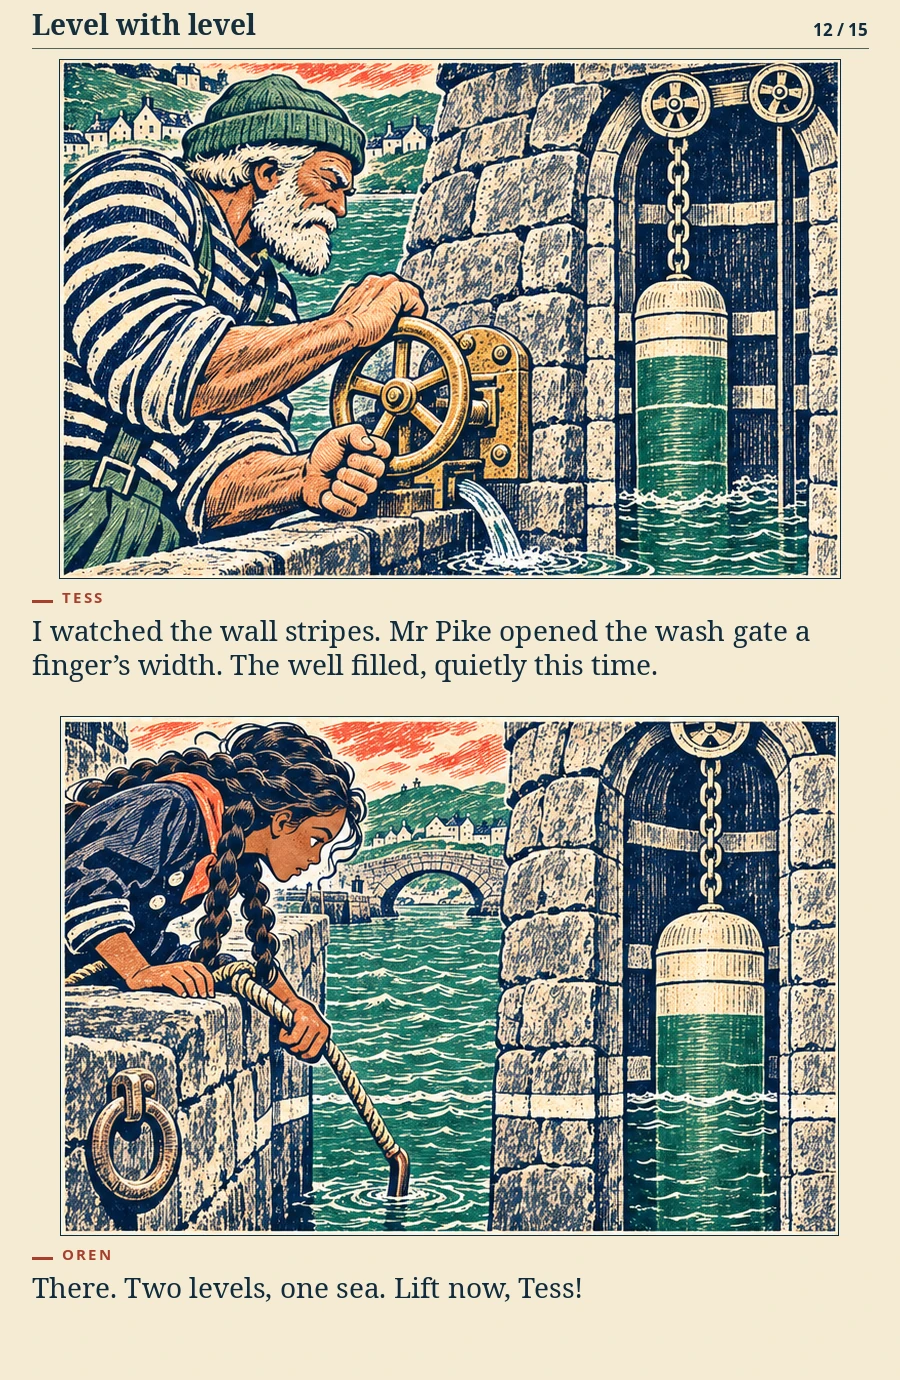 Level with level
12 / 15
TESS
I watched the wall stripes. Mr Pike opened the wash gate a
finger’s width. The well filled, quietly this time.
OREN
There. Two levels, one sea. Lift now, Tess!